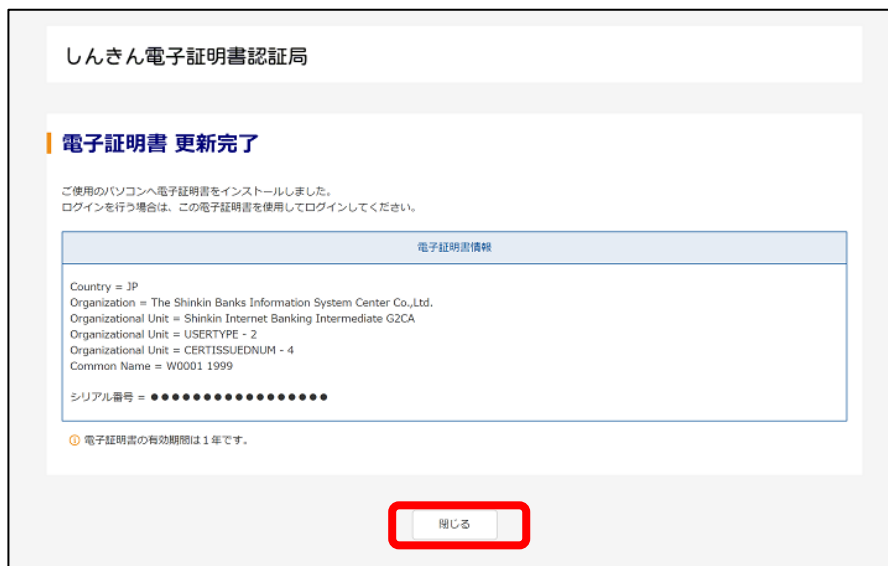 しんきん電子証明書認証局
電子証明書 更新完了
ご使用のパソコンへ電子証明書をインストールしました。
ログインを行う場合は、この電子証明書を使用してログインしてください。
電子証明書情報
Country = JP
Organization = The Shinkin Banks Information System Center Co.,Ltd.
Organizational Unit = Shinkin Internet Banking Intermediate G2CA
Organizational Unit = USERTYPE - 2
Organizational Unit = CERTISSUEDNUM - 4
Common Name = W0001 1999
シリアル番号 = ●●●●●●●●●●●●●●●●●
電子証明書の有効期間は1年です。
閉じる